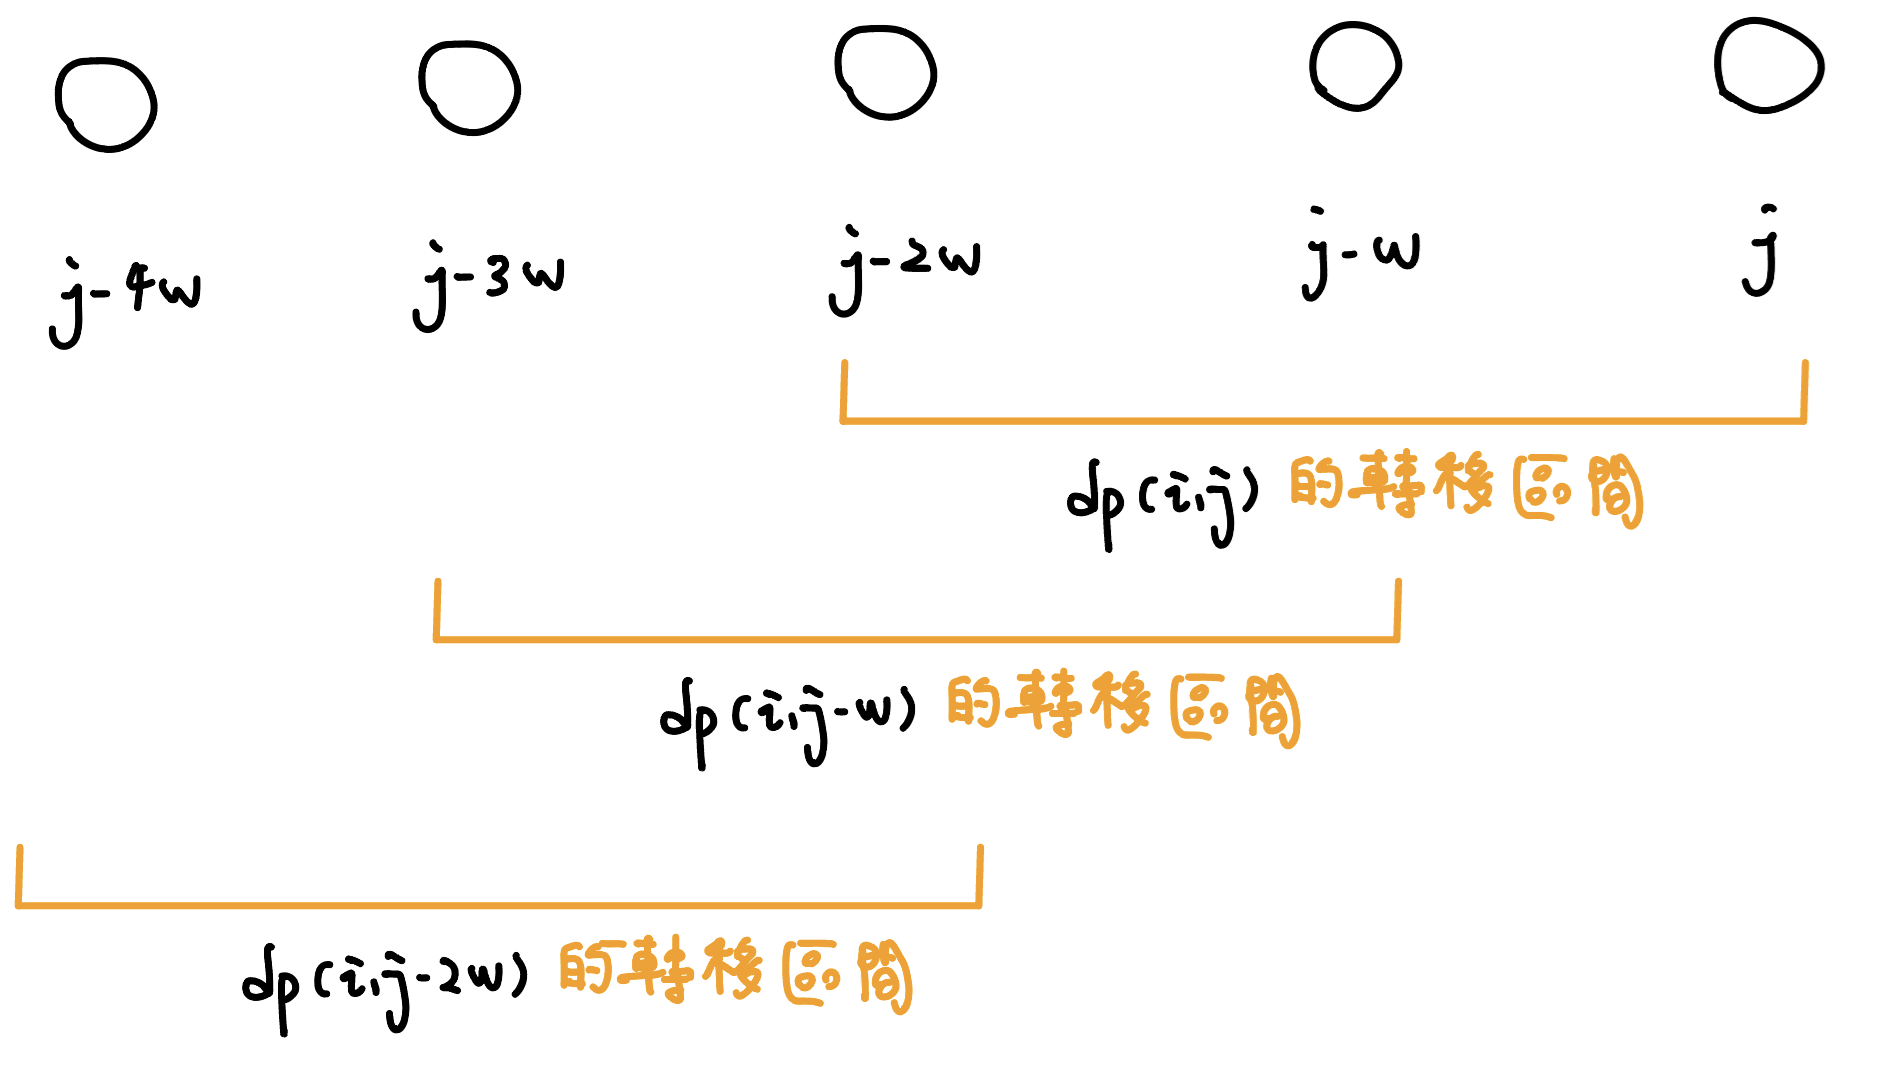 j-4w j-3w j-2w j-w j
dp(i,j) 的轉移區間
dp(i,j-w) 的轉移區間
dp(i,j-2w) 的轉移區間